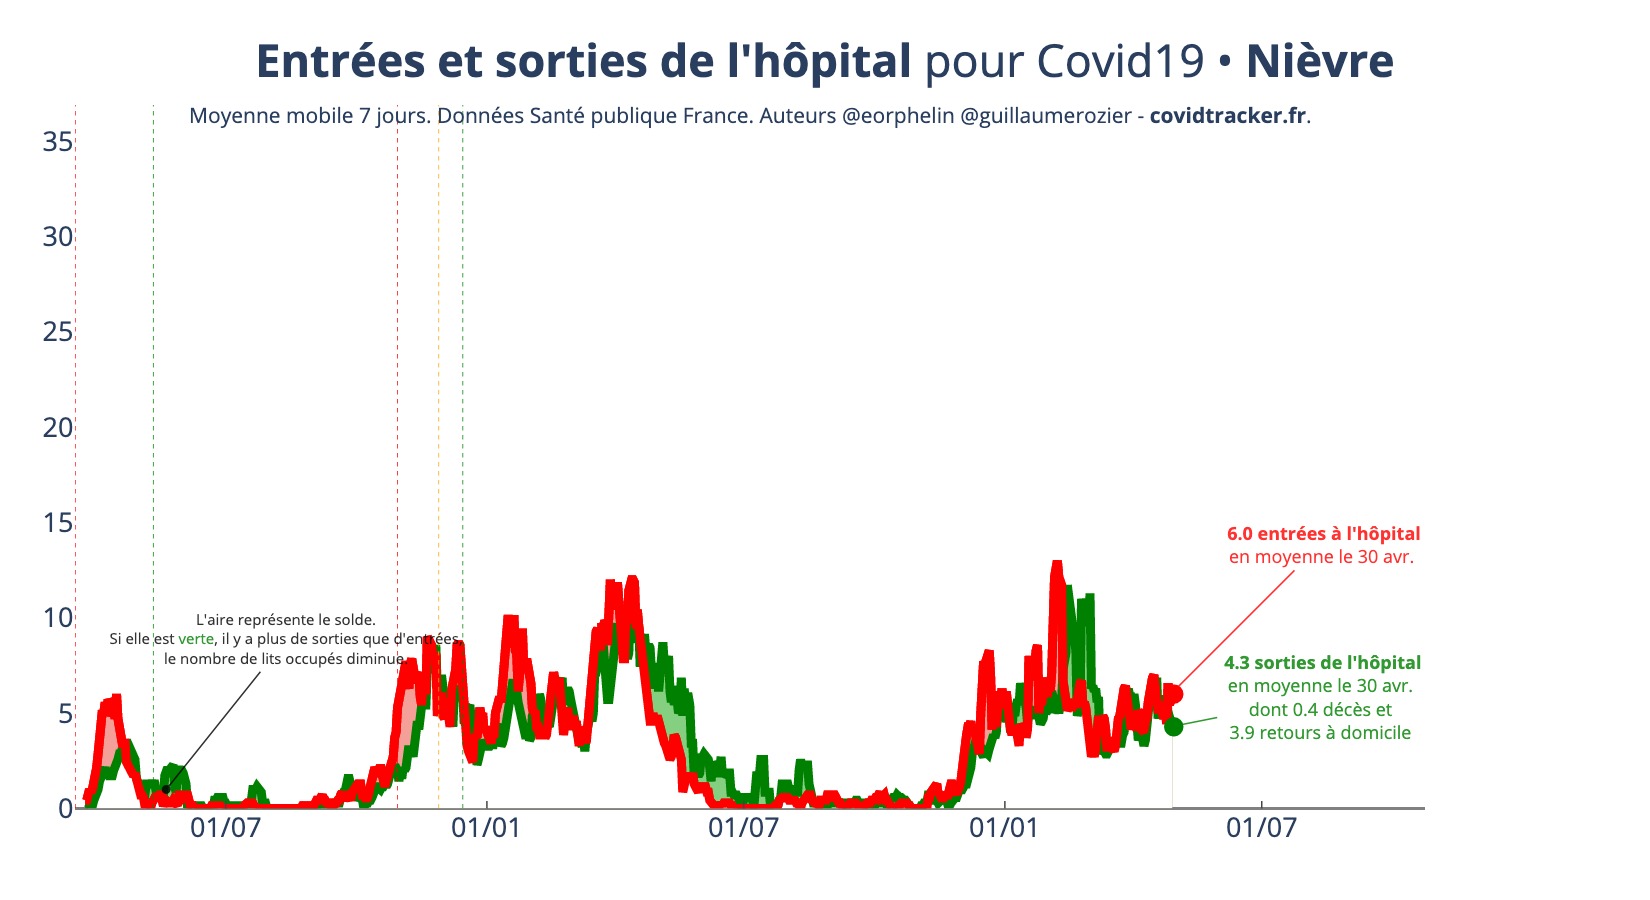 Entrées et sorties de l'hôpital pour Covid19 • Nièvre
Moyenne mobile 7 jours. Données Santé publique France. Auteurs @eorphelin @guillaumerozier - covidtracker.fr.
35
30
25
20
15
10
5
0
L'aire représente le solde.
Si elle est verte, il y a plus de sorties que d'entrées,
le nombre de lits occupés diminue.
6.0 entrées à l'hôpital
en moyenne le 30 avr.
4.3 sorties de l'hôpital
en moyenne le 30 avr.
dont 0.4 décès et
3.9 retours à domicile
01/07
01/01
01/07
01/01
01/07